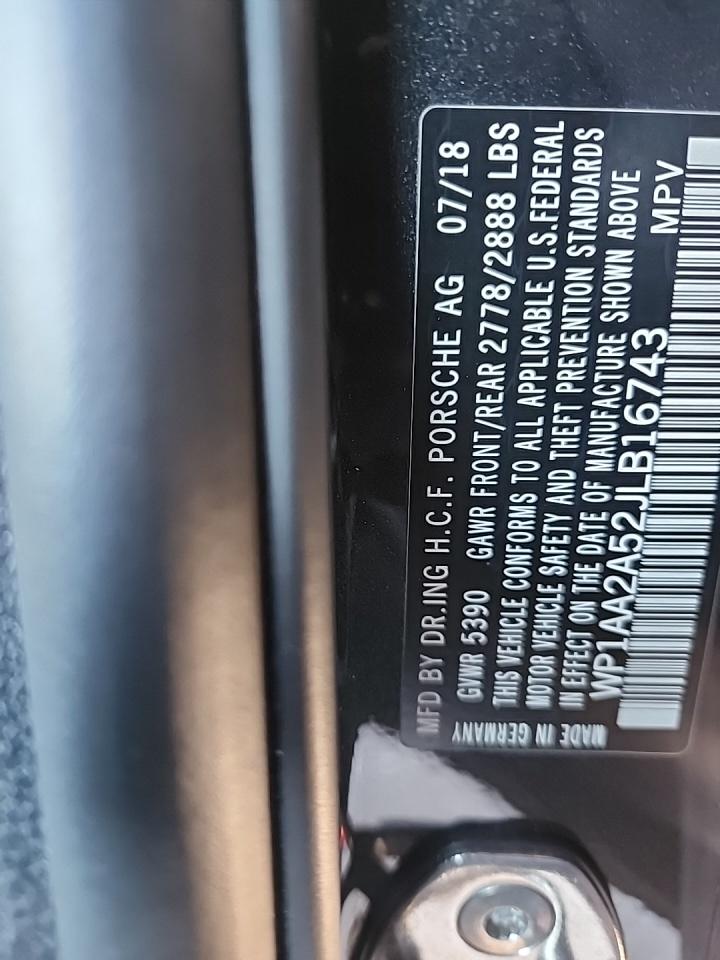 MFD BY DR.ING H.C.F. PORSCHE AG 07/18
GVWR 5390 GAWR FRONT/REAR 2778/2888 LBS
THIS VEHICLE CONFORMS TO ALL APPLICABLE U.S.FEDERAL
MOTOR VEHICLE SAFETY AND THEFT PREVENTION STANDARDS
IN EFFECT ON THE DATE OF MANUFACTURE SHOWN ABOVE
WP1AA2A52JLB16743 MPV
MADE IN GERMANY